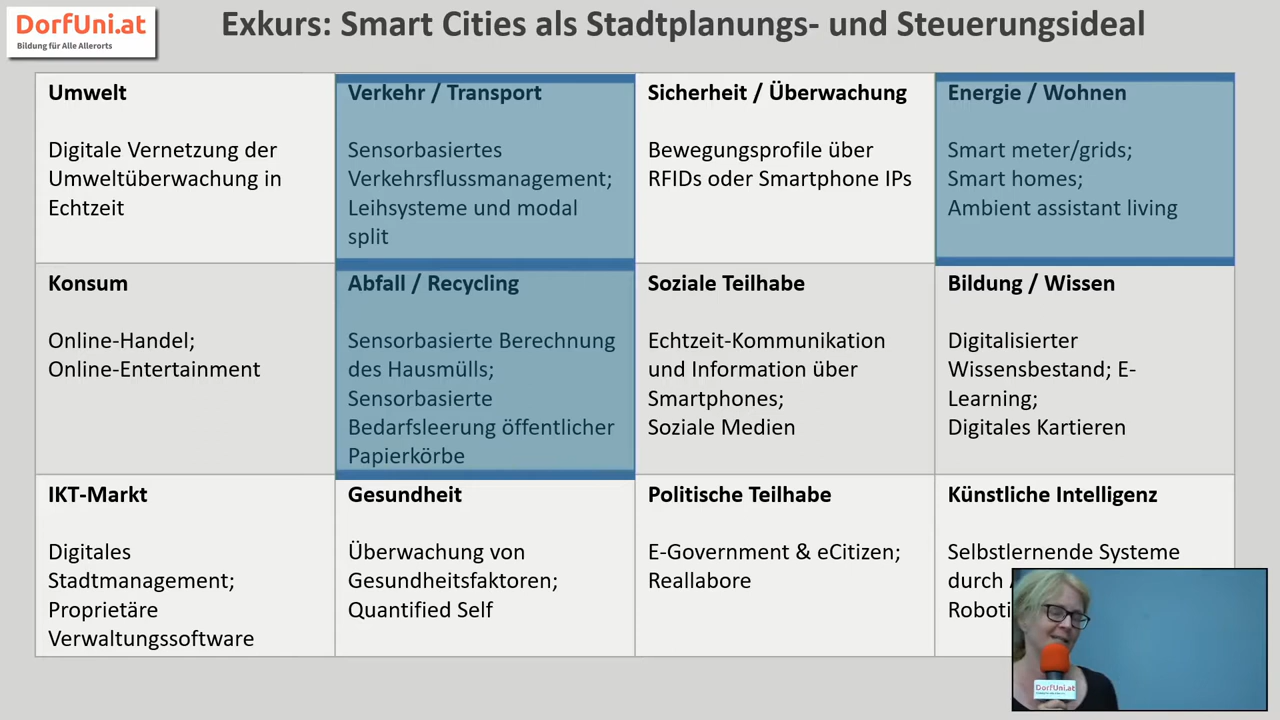 DorfUni.at
Bildung für Alle Allerorts
Exkurs: Smart Cities als Stadtplanungs- und Steuerungsideal
Umwelt
Digitale Vernetzung der
Umweltüberwachung in
Echtzeit
Verkehr / Transport
Sensorbasiertes
Verkehrsflussmanagement;
Leihsysteme und modal
split
Sicherheit / Überwachung
Bewegungsprofile über
RFIDs oder Smartphone IPs
Energie / Wohnen
Smart meter/grids;
Smart homes;
Ambient assistant living
Konsum
Online-Handel;
Online-Entertainment
Abfall / Recycling
Sensorbasierte Berechnung
des Hausmülls;
Sensorbasierte
Bedarfsleerung öffentlicher
Papierkörbe
Soziale Teilhabe
Echtzeit-Kommunikation
und Information über
Smartphones;
Soziale Medien
Bildung / Wissen
Digitalisierter
Wissensbestand; E-
Learning;
Digitales Kartieren
IKT-Markt
Digitales
Stadtmanagement;
Proprietäre
Verwaltungssoftware
Gesundheit
Überwachung von
Gesundheitsfaktoren;
Quantified Self
Politische Teilhabe
E-Government & eCitizen;
Reallabore
Künstliche Intelligenz
Selbstlernende Systeme
durch
DorfUni.at